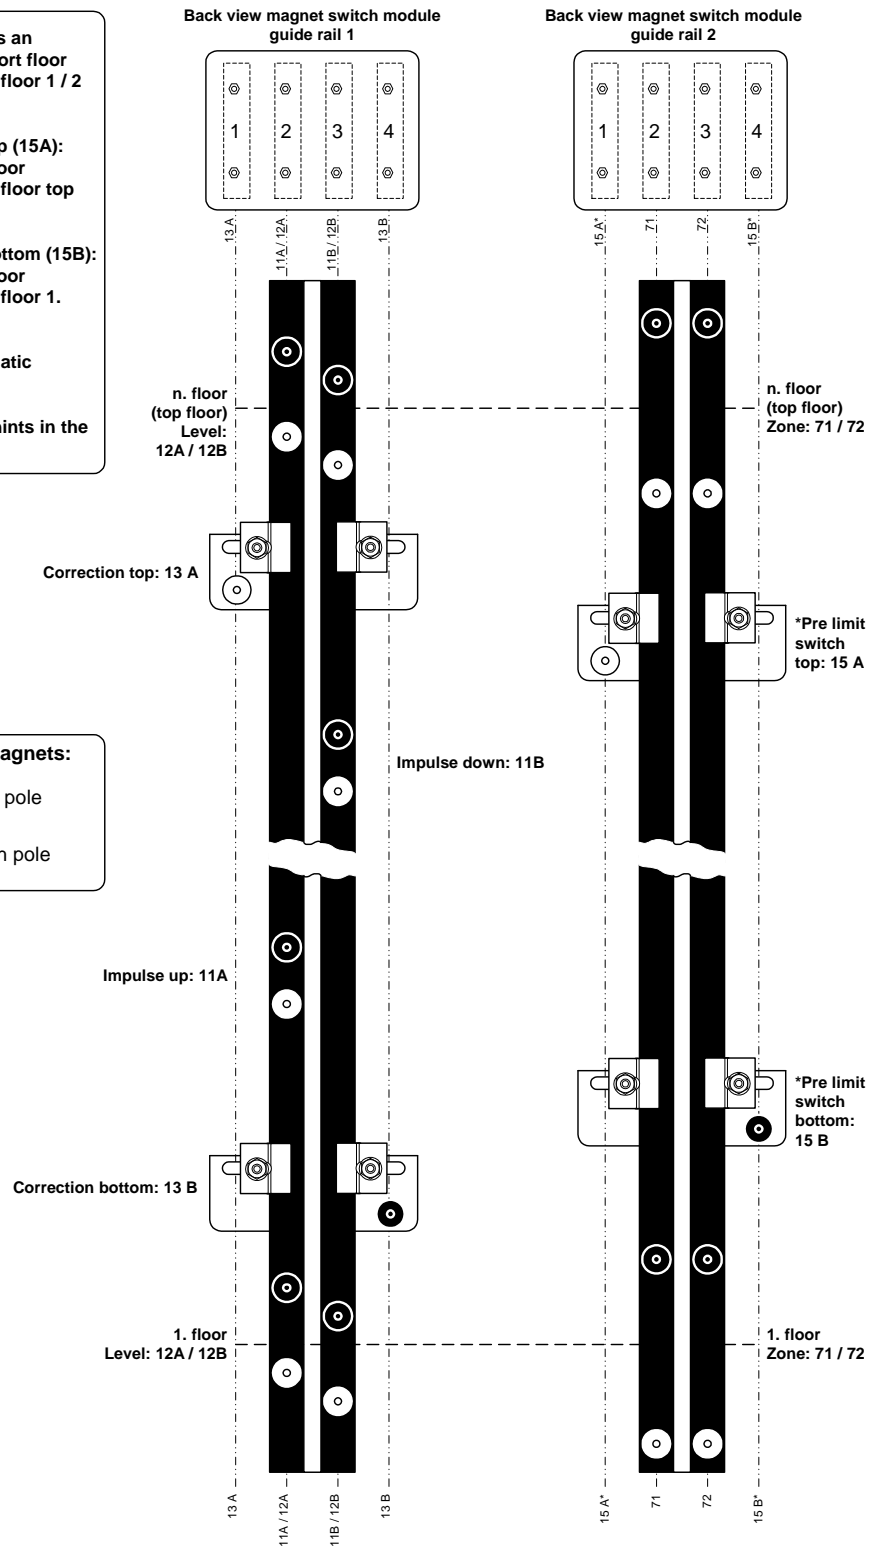 Back view magnet switch module
guide rail 1
Back view magnet switch module
guide rail 2
s an
ort floor
floor 1 / 2
p (15A):
oor
floor top
ottom (15B):
oor
floor 1.
atic
hints in the
1
2
3
4
1
2
3
4
13 A
11A / 12A
11B / 12B
13 B
15 A*
71
72
15 B*
n. floor
(top floor)
Level:
12A / 12B
n. floor
(top floor)
Zone: 71 / 72
Correction top: 13 A
*Pre limit
switch
top: 15 A
agnets:
pole
n pole
Impulse down: 11B
Impulse up: 11A
*Pre limit
switch
bottom:
15 B
Correction bottom: 13 B
1. floor
Level: 12A / 12B
1. floor
Zone: 71 / 72
13 A
11A / 12A
11B / 12B
13 B
15 A*
71
72
15 B*